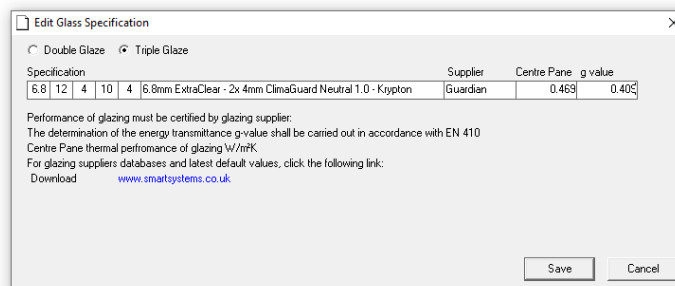 Edit Glass Specification
Double Glaze Triple Glaze
Specification Supplier Centre Pane g value
6.8 12 4 10 4 6.8mm ExtraClear - 2x 4mm ClimaGuard Neutral 1.0 - Krypton Guardian 0.469 0.409
Performance of glazing must be certified by glazing supplier:
The determination of the energy transmittance g-value shall be carried out in accordance with EN 410
Centre Pane thermal perfromance of glazing W/m²K
For glazing suppliers databases and latest default values, click the following link:
Download www.smartsystems.co.uk
Save Cancel